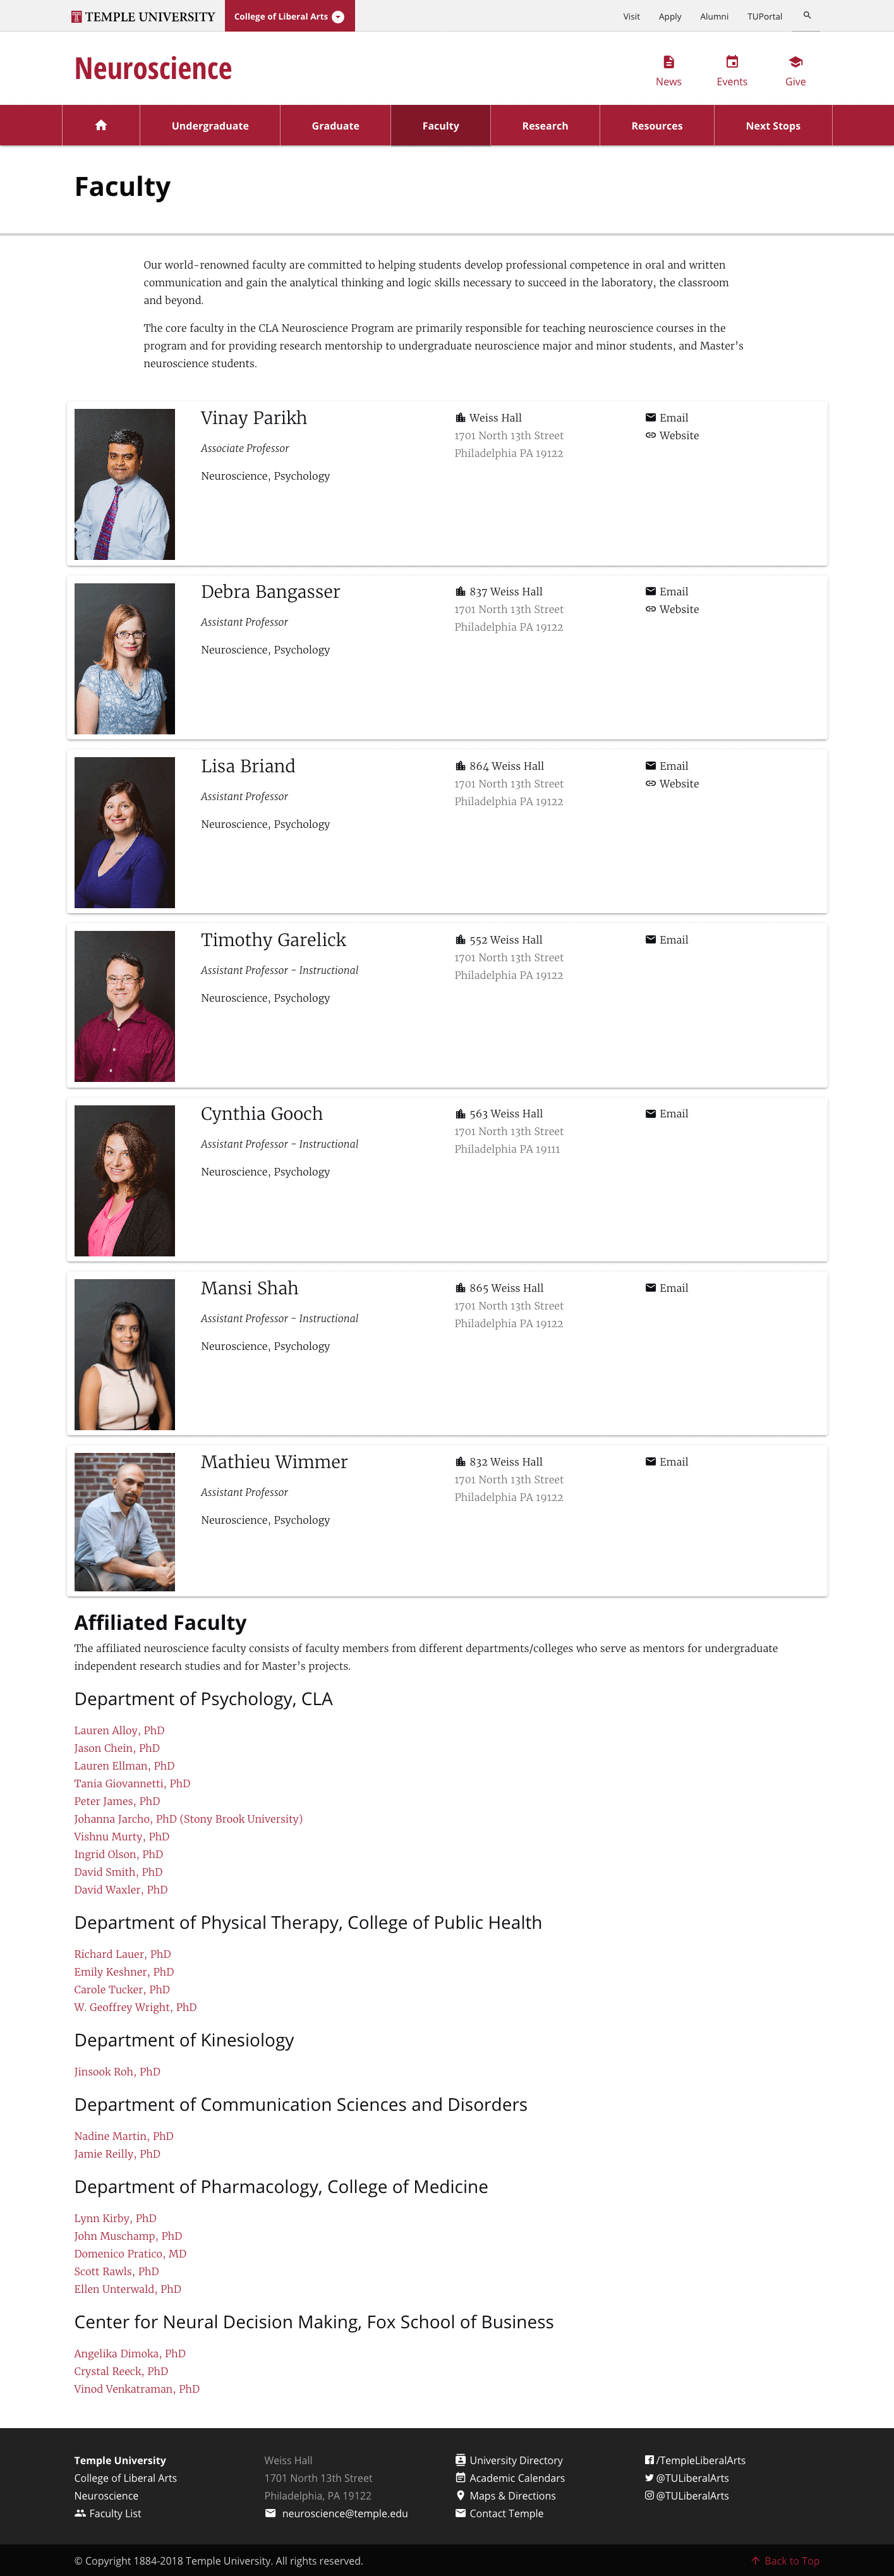 TEMPLE UNIVERSITY
College of Liberal Arts
Visit Apply Alumni TUPortal
Neuroscience
News Events Give
Undergraduate Graduate Faculty Research Resources Next Stops
Faculty
Our world-renowned faculty are committed to helping students develop professional competence in oral and written
communication and gain the analytical thinking and logic skills necessary to succeed in the laboratory, the classroom
and beyond.
The core faculty in the CLA Neuroscience Program are primarily responsible for teaching neuroscience courses in the
program and for providing research mentorship to undergraduate neuroscience major and minor students, and Master's
neuroscience students.
Vinay Parikh
Associate Professor
Neuroscience, Psychology
Weiss Hall
1701 North 13th Street
Philadelphia PA 19122
Email
Website
Debra Bangasser
Assistant Professor
Neuroscience, Psychology
837 Weiss Hall
1701 North 13th Street
Philadelphia PA 19122
Email
Website
Lisa Briand
Assistant Professor
Neuroscience, Psychology
864 Weiss Hall
1701 North 13th Street
Philadelphia PA 19122
Email
Website
Timothy Garelick
Assistant Professor - Instructional
Neuroscience, Psychology
552 Weiss Hall
1701 North 13th Street
Philadelphia PA 19122
Email
Cynthia Gooch
Assistant Professor - Instructional
Neuroscience, Psychology
563 Weiss Hall
1701 North 13th Street
Philadelphia PA 19111
Email
Mansi Shah
Assistant Professor - Instructional
Neuroscience, Psychology
865 Weiss Hall
1701 North 13th Street
Philadelphia PA 19122
Email
Mathieu Wimmer
Assistant Professor
Neuroscience, Psychology
832 Weiss Hall
1701 North 13th Street
Philadelphia PA 19122
Email
Affiliated Faculty
The affiliated neuroscience faculty consists of faculty members from different departments/colleges who serve as mentors for undergraduate
independent research studies and for Master's projects.
Department of Psychology, CLA
Lauren Alloy, PhD
Jason Chein, PhD
Lauren Ellman, PhD
Tania Giovannetti, PhD
Peter James, PhD
Johanna Jarcho, PhD (Stony Brook University)
Vishnu Murty, PhD
Ingrid Olson, PhD
David Smith, PhD
David Waxler, PhD
Department of Physical Therapy, College of Public Health
Richard Lauer, PhD
Emily Keshner, PhD
Carole Tucker, PhD
W. Geoffrey Wright, PhD
Department of Kinesiology
Jinsook Roh, PhD
Department of Communication Sciences and Disorders
Nadine Martin, PhD
Jamie Reilly, PhD
Department of Pharmacology, College of Medicine
Lynn Kirby, PhD
John Muschamp, PhD
Domenico Pratico, MD
Scott Rawls, PhD
Ellen Unterwald, PhD
Center for Neural Decision Making, Fox School of Business
Angelika Dimoka, PhD
Crystal Reeck, PhD
Vinod Venkatraman, PhD
Temple University
College of Liberal Arts
Neuroscience
Faculty List
Weiss Hall
1701 North 13th Street
Philadelphia, PA 19122
neuroscience@temple.edu
University Directory
Academic Calendars
Maps & Directions
Contact Temple
/TempleLiberalArts
@TULiberalArts
@TULiberalArts
© Copyright 1884-2018 Temple University. All rights reserved.
Back to Top